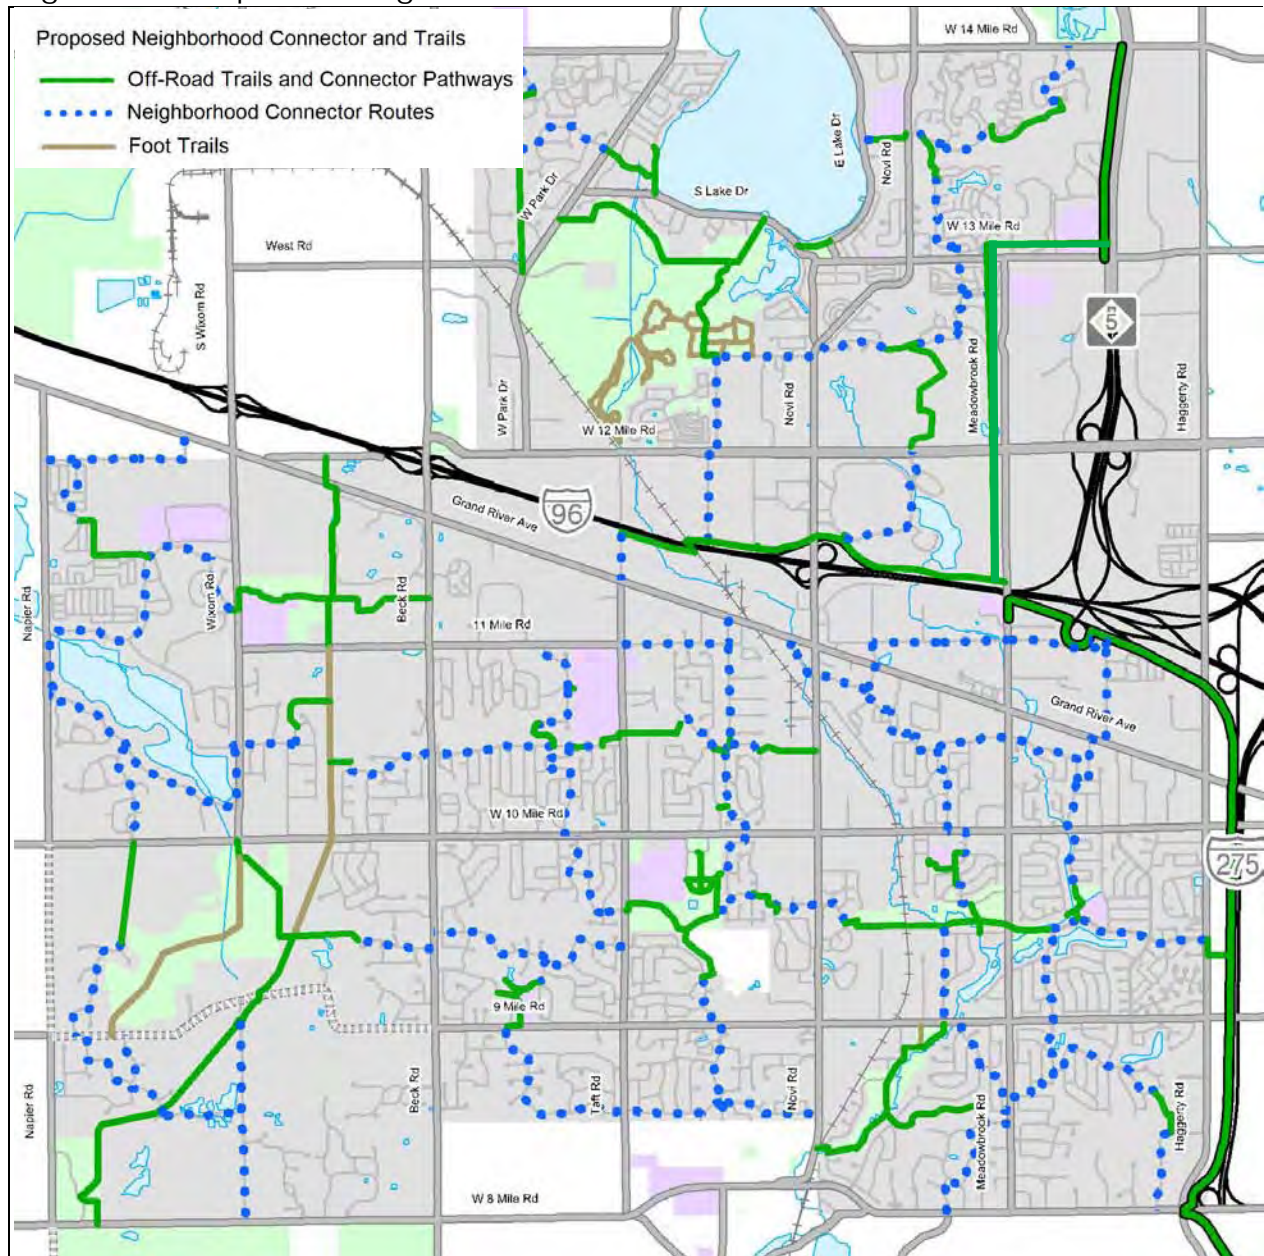 Proposed Neighborhood Connector and Trails
Off-Road Trails and Connector Pathways
Neighborhood Connector Routes
Foot Trails
W 14 Mile Rd
E Lake Dr
Novi Rd
W Park Dr
S Lake Dr
W 13 Mile Rd
West Rd
S Wixom Rd
5
W Park Dr
Novi Rd
Meadowbrook Rd
Haggerty Rd
W 12 Mile Rd
Grand River Ave
96
Napier Rd
Wixom Rd
Beck Rd
11 Mile Rd
Grand River Ave
W 10 Mile Rd
275
9 Mile Rd
Napier Rd
Beck Rd
Taft Rd
Novi Rd
Meadowbrook Rd
Haggerty Rd
W 8 Mile Rd